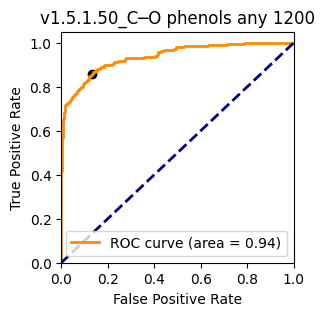 v1.5.1.50_C─O phenols any 1200
True Positive Rate
1.0
0.8
0.6
0.4
0.2
0.0
ROC curve (area = 0.94)
0.0 0.2 0.4 0.6 0.8 1.0
False Positive Rate